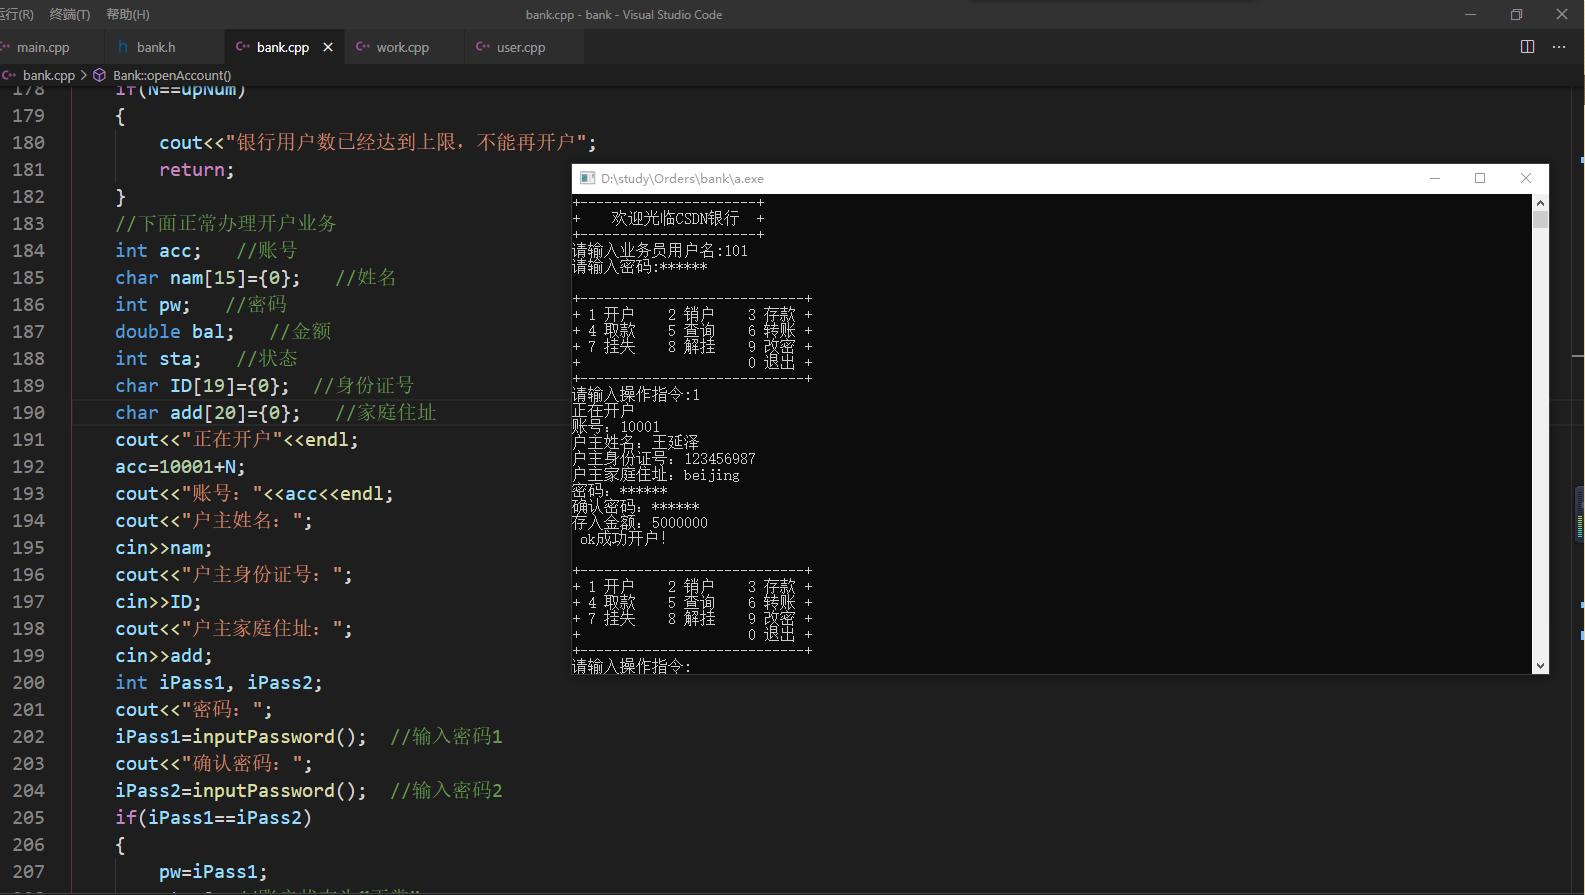 运行(R) 终端(T) 帮助(H) bank.cpp - bank - Visual Studio Code
main.cpp bank.h bank.cpp work.cpp user.cpp
bank.cpp > Bank::openAccount()
178 if(N==upNum)
179 {
180 cout<<"银行用户数已经达到上限，不能再开户";
181 return;
182 }
183 //下面正常办理开户业务
184 int acc; //账号
185 char nam[15]={0}; //姓名
186 int pw; //密码
187 double bal; //金额
188 int sta; //状态
189 char ID[19]={0}; //身份证号
190 char add[20]={0}; //家庭住址
191 cout<<"正在开户"<<endl;
192 acc=10001+N;
193 cout<<"账号："<<acc<<endl;
194 cout<<"户主姓名：";
195 cin>>nam;
196 cout<<"户主身份证号：";
197 cin>>ID;
198 cout<<"户主家庭住址：";
199 cin>>add;
200 int iPass1, iPass2;
201 cout<<"密码：";
202 iPass1=inputPassword(); //输入密码1
203 cout<<"确认密码：";
204 iPass2=inputPassword(); //输入密码2
205 if(iPass1==iPass2)
206 {
207 pw=iPass1;
D:\study\Orders\bank\a.exe
+----------------------+
+ 欢迎光临CSDN银行 +
+----------------------+
请输入业务员用户名:101
请输入密码:******
+----------------------------+
+ 1 开户 2 销户 3 存款 +
+ 4 取款 5 查询 6 转账 +
+ 7 挂失 8 解挂 9 改密 +
+ 0 退出 +
+----------------------------+
请输入操作指令:1
正在开户
账号：10001
户主姓名：王延泽
户主身份证号：123456987
户主家庭住址：beijing
密码：******
确认密码：******
存入金额：5000000
ok成功开户!
+----------------------------+
+ 1 开户 2 销户 3 存款 +
+ 4 取款 5 查询 6 转账 +
+ 7 挂失 8 解挂 9 改密 +
+ 0 退出 +
+----------------------------+
请输入操作指令: